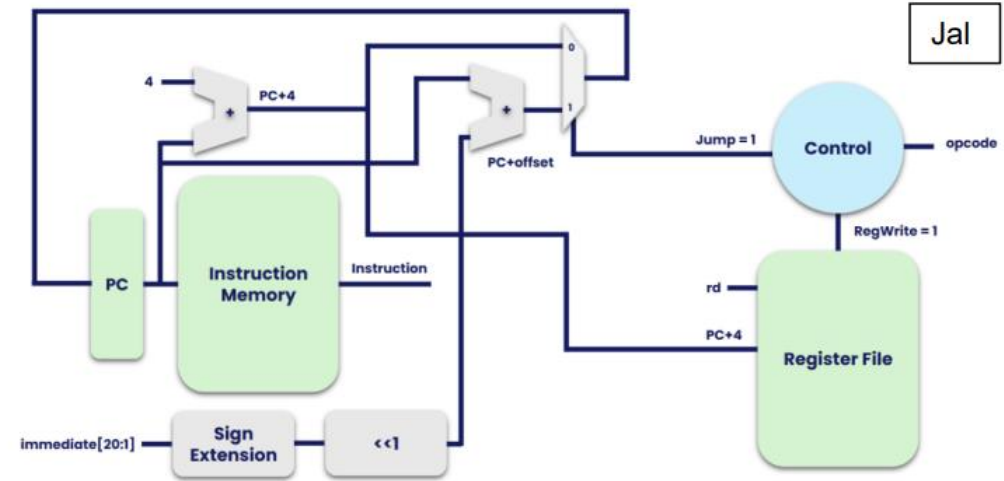 Jal
0
4
PC+4
+
+
1
PC+offset
Jump = 1
Control
opcode
RegWrite = 1
PC
Instruction
Memory
Instruction
rd
PC+4
Register File
immediate[20:1]
Sign
Extension
<<1